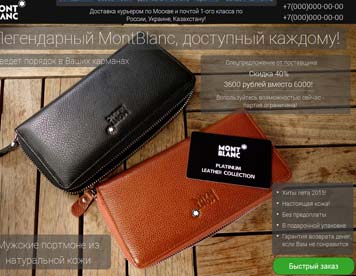 MONT
BLANC
Доставка курьером по Москве и почтой 1-ого класса по
России, Украине, Казахстану!
+7(000)000-00-00
+7(000)000-00-00
Легендарный MontBlanc, доступный каждому!
ведет порядок в Ваших карманах
Спецпредложение от поставщика
Скидка 40%
3600 рублей вместо 6000!
Воспользуйтесь возможностью сейчас -
партия ограничена!
MONT
BLANC
MONT
BLANC
PLATINUM
LEATHER COLLECTION
Хиты лета 2015!
Настоящая кожа!
Без предоплаты
В подарочной упаковке
Гарантия возврата денег,
если Вам не понравится
Мужские портмоне из
натуральной кожи
Быстрый заказ